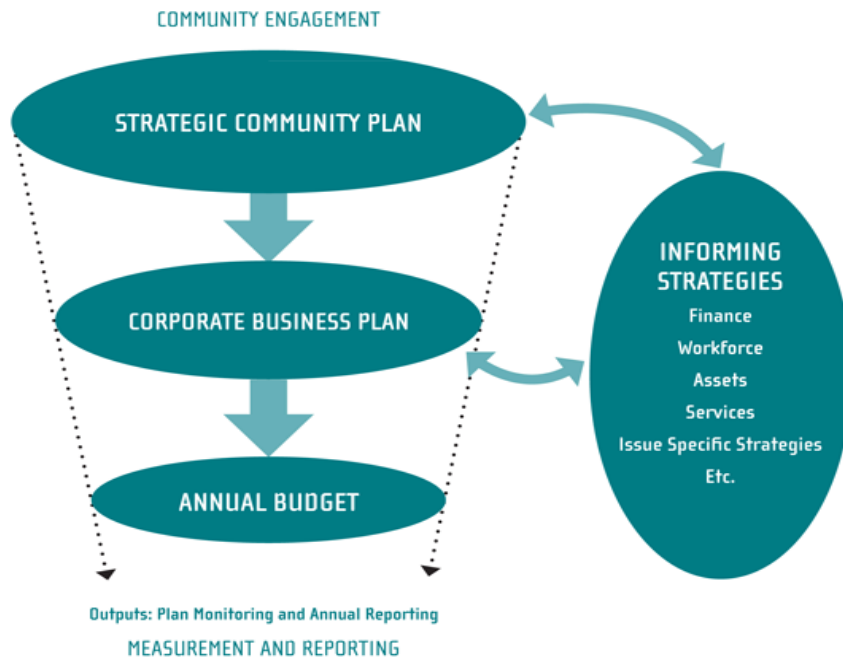 COMMUNITY ENGAGEMENT
STRATEGIC COMMUNITY PLAN
CORPORATE BUSINESS PLAN
ANNUAL BUDGET
INFORMING
STRATEGIES
Finance
Workforce
Assets
Services
Issue Specific Strategies
Etc.
Outputs: Plan Monitoring and Annual Reporting
MEASUREMENT AND REPORTING